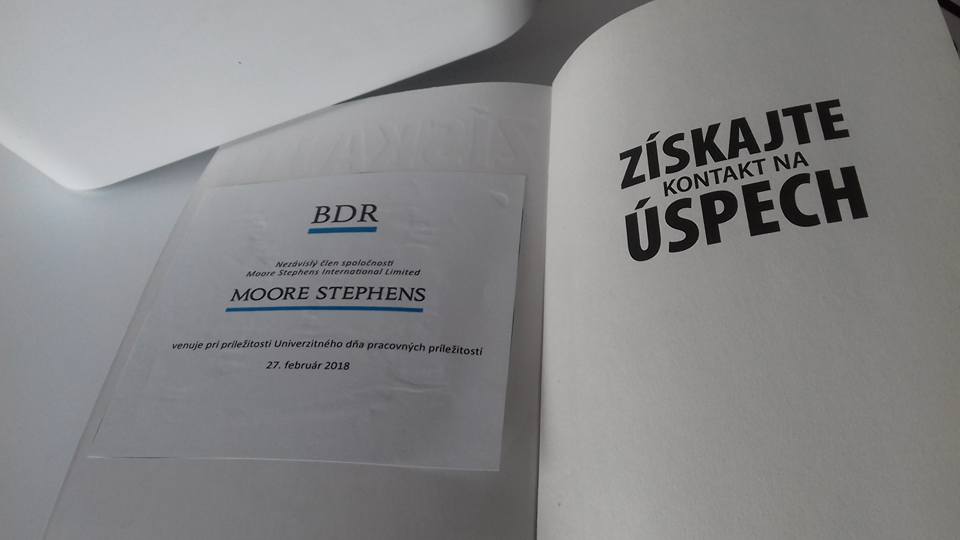 BDR
Nezávislý člen spoločnosti
Moore Stephens International Limited
MOORE STEPHENS
venuje pri príležitosti Univerzitného dňa pracovných príležitostí
27. február 2018
ZÍSKAJTE
KONTAKT NA
ÚSPECH